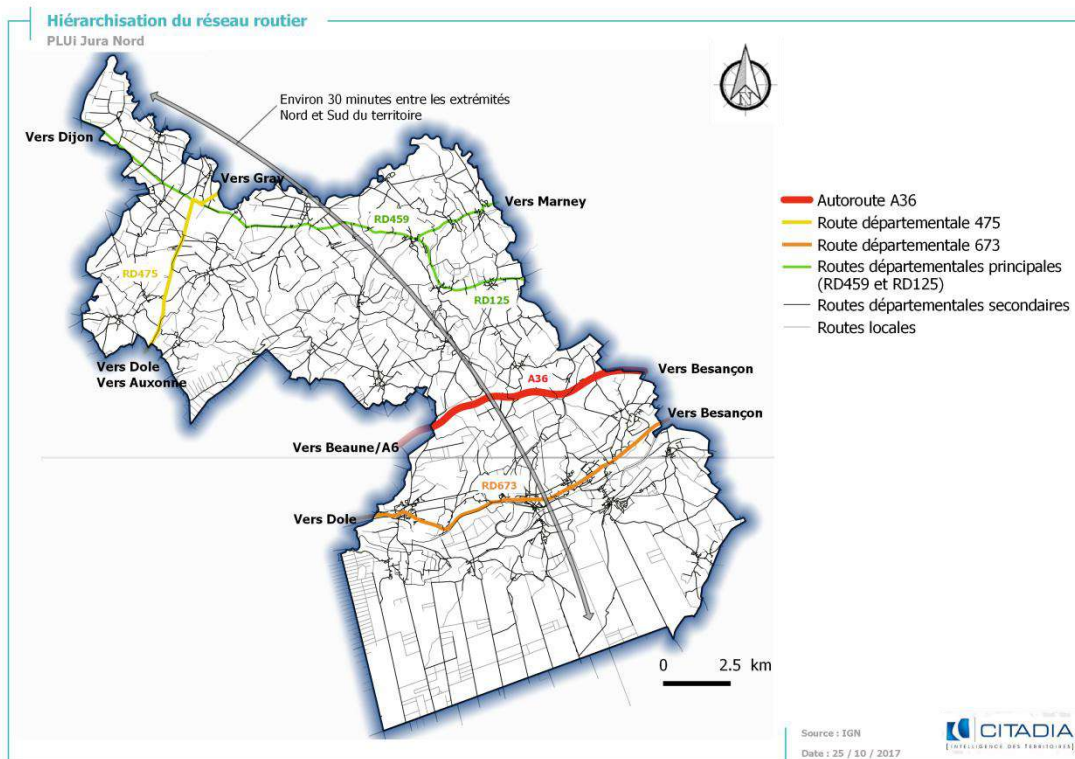 Hiérarchisation du réseau routier
PLUi Jura Nord
Environ 30 minutes entre les extrémités
Nord et Sud du territoire
N
Vers Dijon
Vers Gray
Vers Marney
RD459
RD475
RD125
Vers Dole
Vers Auxonne
A36
Vers Besançon
Vers Besançon
Vers Beaune/A6
RD673
Vers Dole
0 2.5 km
Autoroute A36
Route départementale 475
Route départementale 673
Routes départementales principales
(RD459 et RD125)
Routes départementales secondaires
Routes locales
Source : IGN
Date : 25 / 10 / 2017
CITADIA
[INTELLIGENCE DES TERRITOIRES]